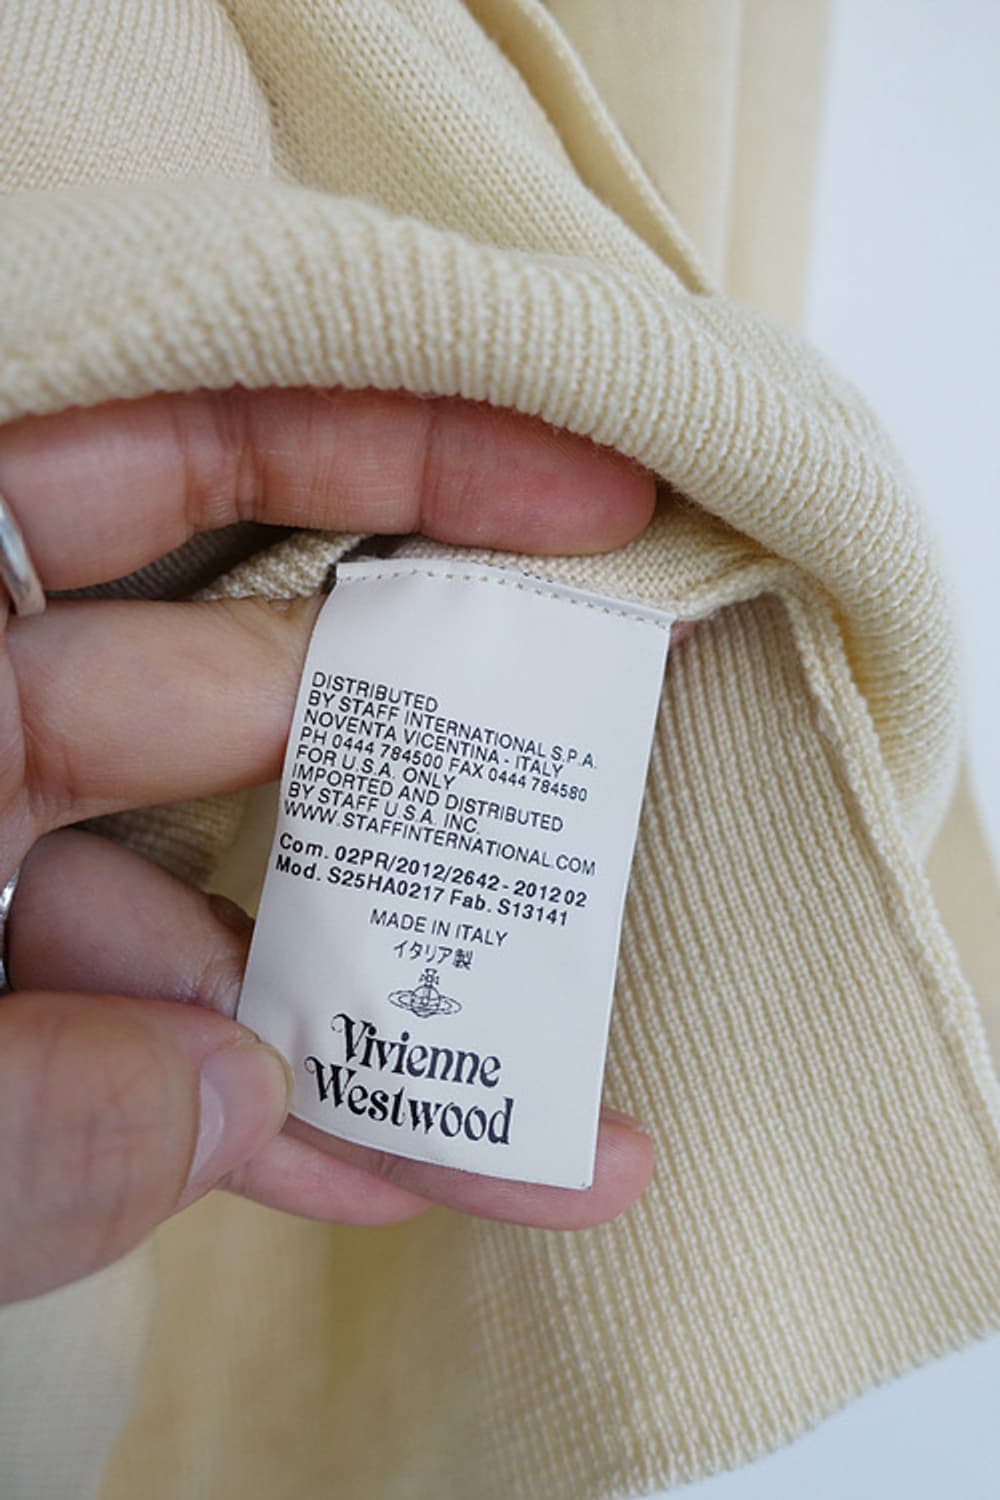 DISTRIBUTED
BY STAFF INTERNATIONAL S.P.A.
NOVENTA VICENTINA - ITALY
PH 0444 784500 FAX 0444 784580
FOR U.S.A. ONLY
IMPORTED AND DISTRIBUTED
BY STAFF U.S.A. INC.
WWW.STAFFINTERNATIONAL.COM
Com. 02PR/2012/2642 - 201202
Mod. S25HA0217 Fab. S13141
MADE IN ITALY
イタリア製
Vivienne
Westwood